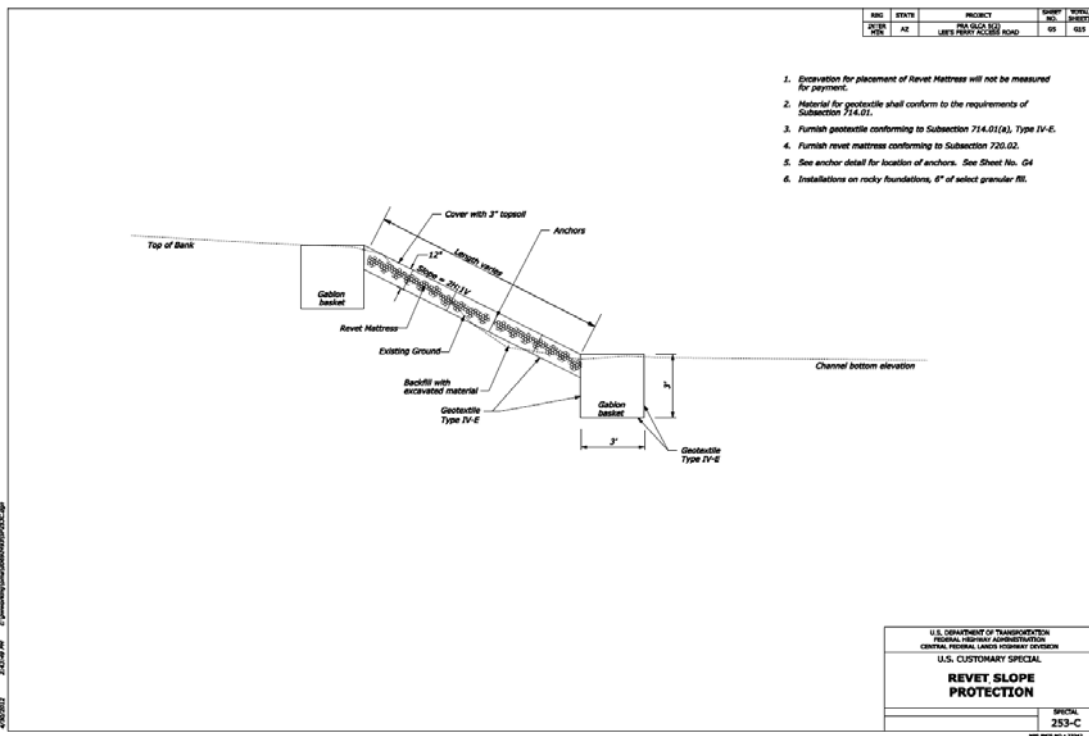 REG STATE PROJECT SHEET NO. TOTAL SHEETS
INTER MTN AZ PRA GLCA 5(2) LEE'S FERRY ACCESS ROAD G5 G15
1. Excavation for placement of Revet Mattress will not be measured
for payment.
2. Material for geotextile shall conform to the requirements of
Subsection 714.01.
3. Furnish geotextile conforming to Subsection 714.01(a), Type IV-E.
4. Furnish revet mattress conforming to Subsection 720.02.
5. See anchor detail for location of anchors. See Sheet No. G4
6. Installations on rocky foundations, 6" of select granular fill.
Cover with 3" topsoil
Anchors
Top of Bank
Length varies
12"
Slope = 2H:1V
Gabion
basket
Revet Mattress
Existing Ground
Channel bottom elevation
Backfill with
excavated material
3'
Geotextile
Type IV-E
Gabion
basket
3'
Geotextile
Type IV-E
U.S. DEPARTMENT OF TRANSPORTATION
FEDERAL HIGHWAY ADMINISTRATION
CENTRAL FEDERAL LANDS HIGHWAY DIVISION
U.S. CUSTOMARY SPECIAL
REVET SLOPE
PROTECTION
SPECIAL
253-C